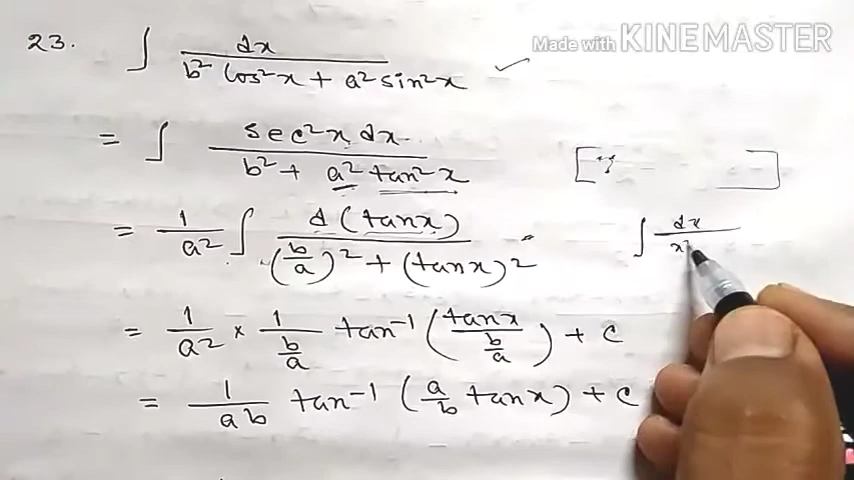 Made with KINEMASTER
23. ∫ dx / (b² cos²x + a² sin²x) ✓
= ∫ sec²x dx / (b² + a² tan²x)
[∵ ]
= 1/a² ∫ d(tanx) / ((b/a)² + (tanx)²)
∫ dx / x²
= 1/a² × 1/(b/a) tan⁻¹ (tanx / (b/a)) + c
= 1/ab tan⁻¹ (a/b tanx) + c